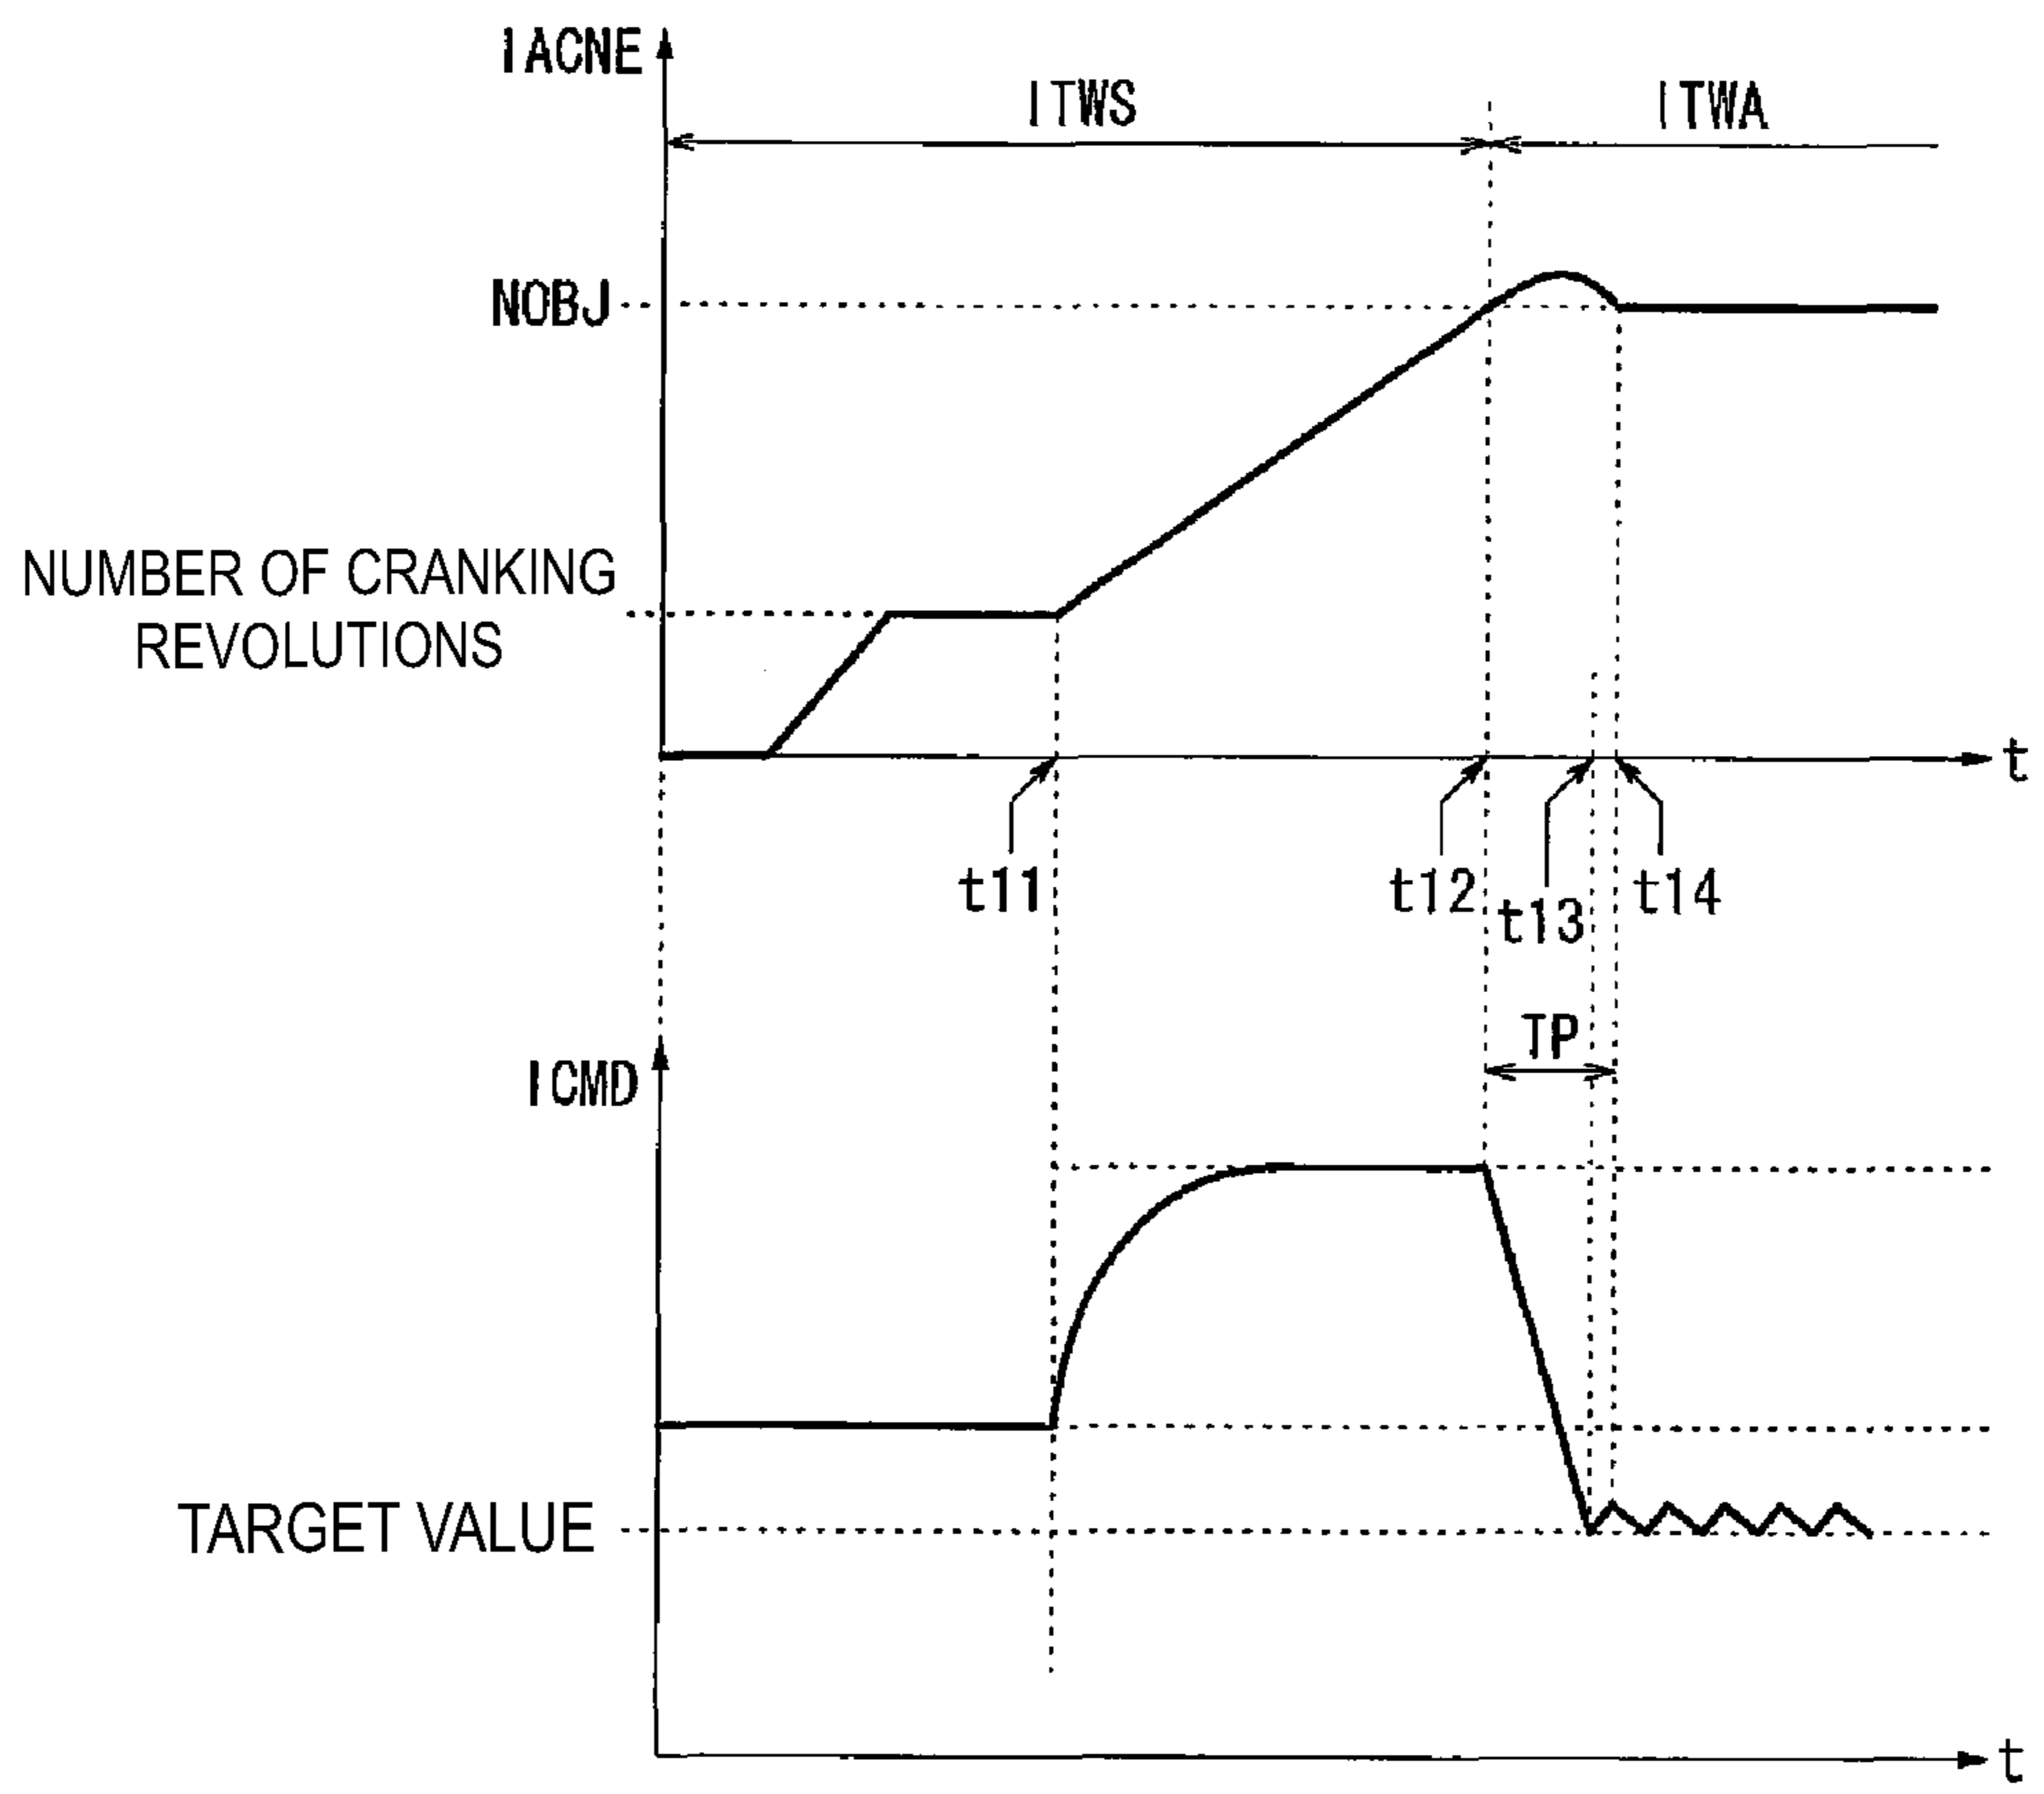 IACNE
ITWS
ITWA
NOBJ
NUMBER OF CRANKING
REVOLUTIONS
t
t11
t12
t13
t14
TP
ICMD
TARGET VALUE
t